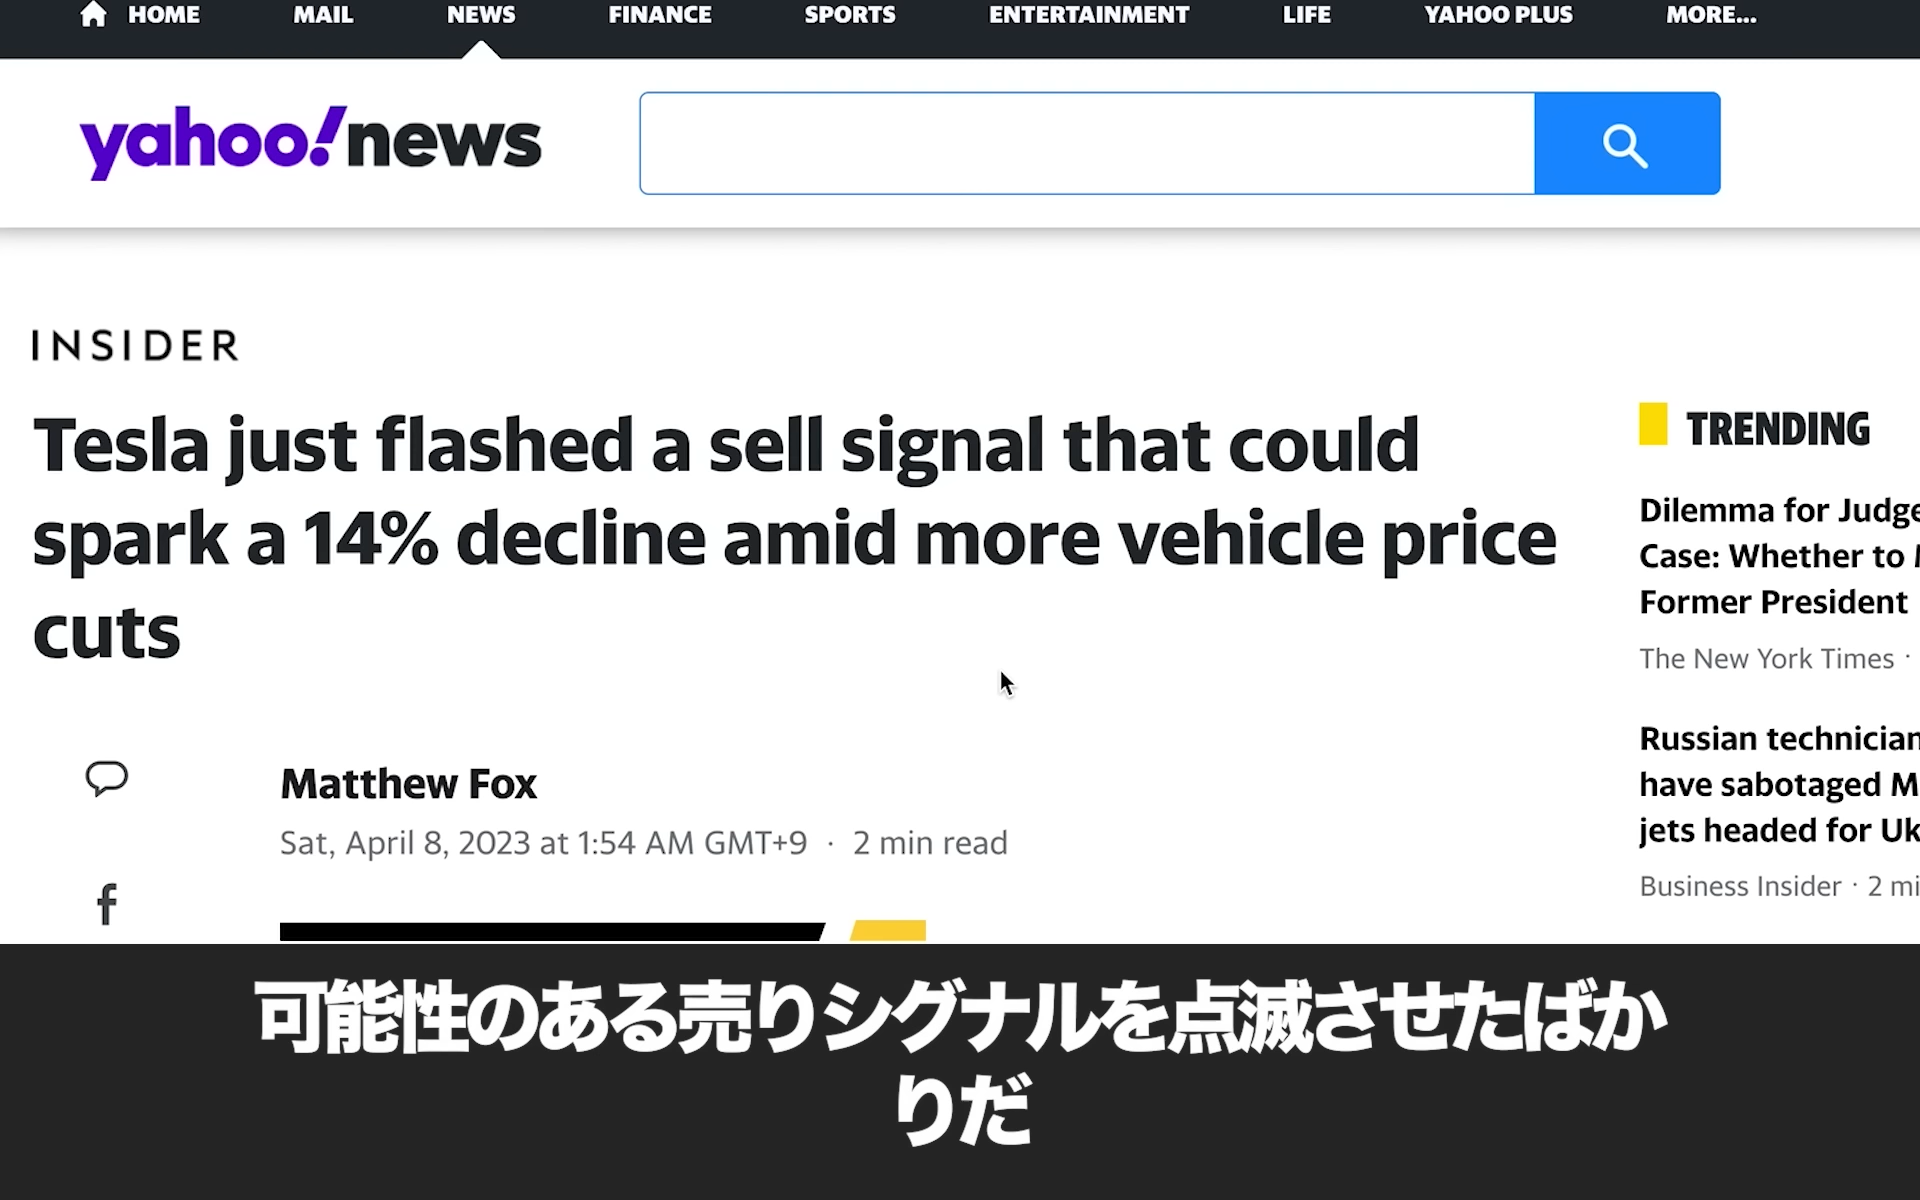 HOME MAIL NEWS FINANCE SPORTS ENTERTAINMENT LIFE YAHOO PLUS MORE...
yahoo!news
INSIDER
Tesla just flashed a sell signal that could
spark a 14% decline amid more vehicle price
cuts
Matthew Fox
Sat, April 8, 2023 at 1:54 AM GMT+9 · 2 min read
TRENDING
Dilemma for Judge
Case: Whether to
Former President
The New York Times ·
Russian technician
have sabotaged M
jets headed for Uk
Business Insider · 2 mi
可能性のある売りシグナルを点滅させたばか
りだ